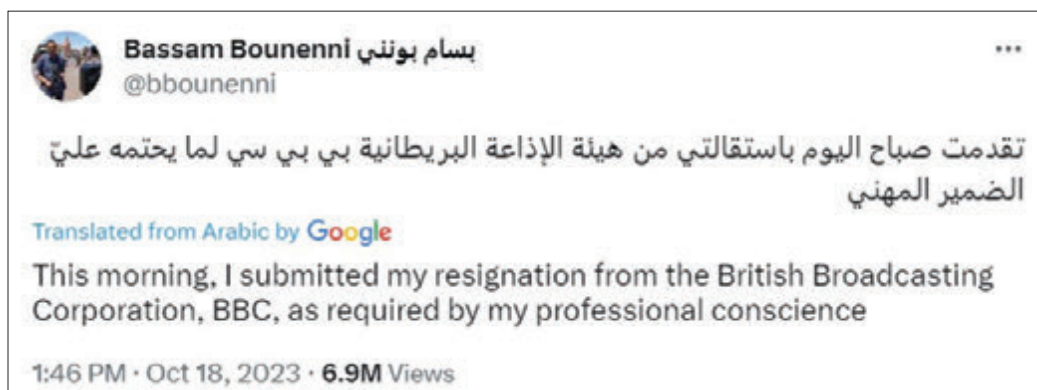 Bassam Bounenni بسام بونني
@bbounenni
تقدمت صباح اليوم باستقالتي من هيئة الإذاعة البريطانية بي بي سي لما يحتمه عليّ
الضمير المهني
Translated from Arabic by Google
This morning, I submitted my resignation from the British Broadcasting
Corporation, BBC, as required by my professional conscience
1:46 PM · Oct 18, 2023 · 6.9M Views